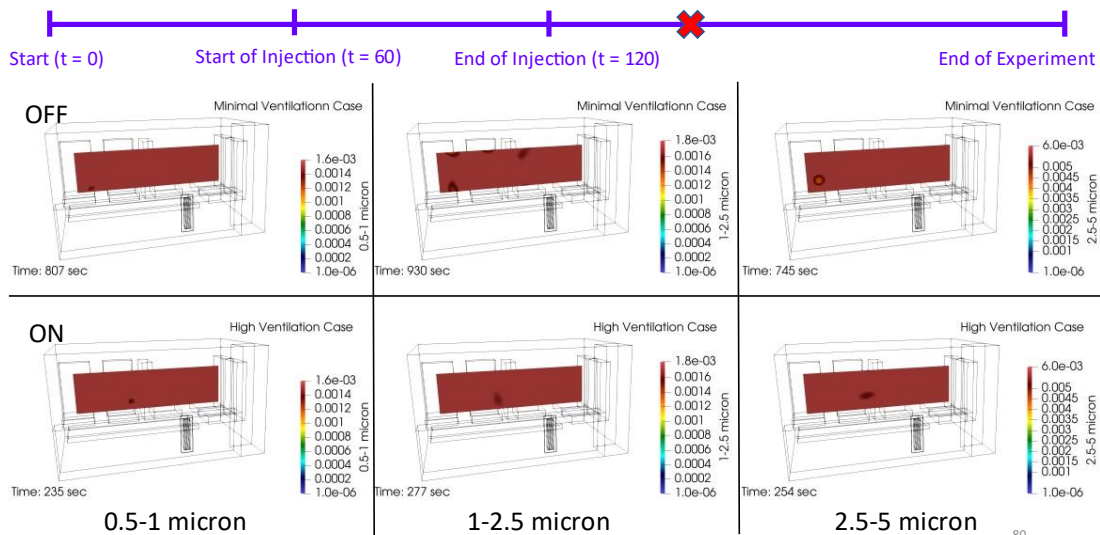 Start (t = 0)
Start of Injection (t = 60)
End of Injection (t = 120)
End of Experiment
OFF
Minimal Ventilationn Case
1.6e-03
0.0014
0.0012
0.001
0.0008
0.0006
0.0004
0.0002
1.0e-06
0.5-1 micron
Time: 807 sec
Minimal Ventilationn Case
1.8e-03
0.0016
0.0014
0.0012
0.001
0.0008
0.0006
0.0004
0.0002
1.0e-06
1-2.5 micron
Time: 930 sec
Minimal Ventilationn Case
6.0e-03
0.005
0.0045
0.004
0.0035
0.003
0.0025
0.002
0.0015
1.0e-06
2.5-5 micron
Time: 745 sec
ON
High Ventilation Case
1.6e-03
0.0014
0.0012
0.001
0.0008
0.0006
0.0004
0.0002
1.0e-06
0.5-1 micron
Time: 235 sec
High Ventilation Case
1.8e-03
0.0016
0.0014
0.0012
0.001
0.0008
0.0006
0.0004
0.0002
1.0e-06
1-2.5 micron
Time: 277 sec
High Ventilation Case
6.0e-03
0.005
0.0045
0.004
0.0035
0.003
0.0025
0.002
0.0015
1.0e-06
2.5-5 micron
Time: 254 sec
0.5-1 micron
1-2.5 micron
2.5-5 micron